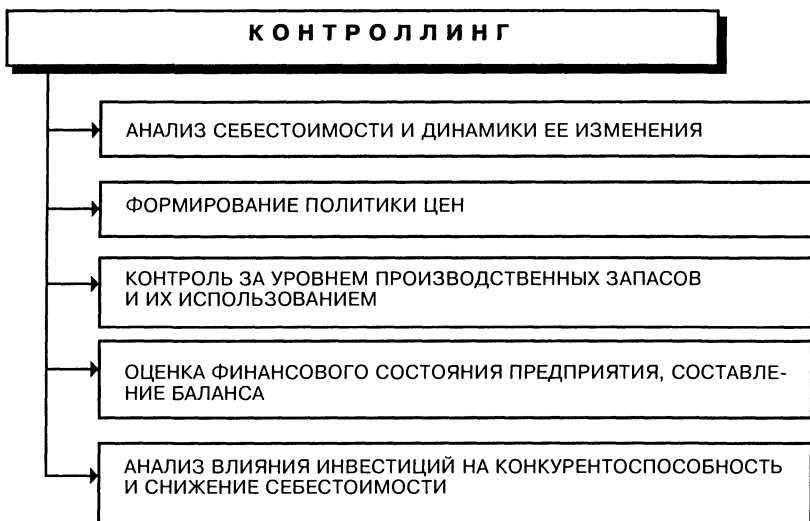 КОНТРОЛЛИНГ
АНАЛИЗ СЕБЕСТОИМОСТИ И ДИНАМИКИ ЕЕ ИЗМЕНЕНИЯ
ФОРМИРОВАНИЕ ПОЛИТИКИ ЦЕН
КОНТРОЛЬ ЗА УРОВНЕМ ПРОИЗВОДСТВЕННЫХ ЗАПАСОВ
И ИХ ИСПОЛЬЗОВАНИЕМ
ОЦЕНКА ФИНАНСОВОГО СОСТОЯНИЯ ПРЕДПРИЯТИЯ, СОСТАВЛЕ-
НИЕ БАЛАНСА
АНАЛИЗ ВЛИЯНИЯ ИНВЕСТИЦИЙ НА КОНКУРЕНТОСПОСОБНОСТЬ
И СНИЖЕНИЕ СЕБЕСТОИМОСТИ